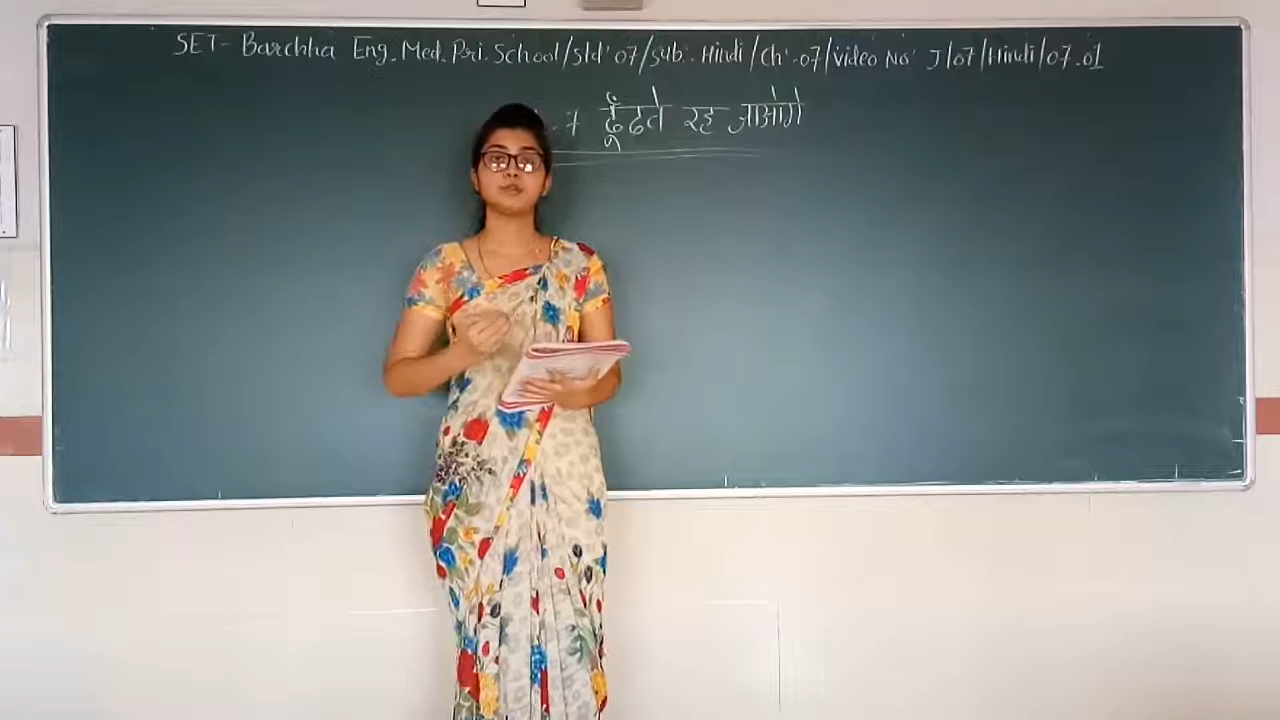 SET- Barchha Eng. Med. Pri. School/Std' 07/Sub. Hindi/Ch'-07/Video No' J/07/Hindi/07.01
7 ढूँढते रह जाओगे